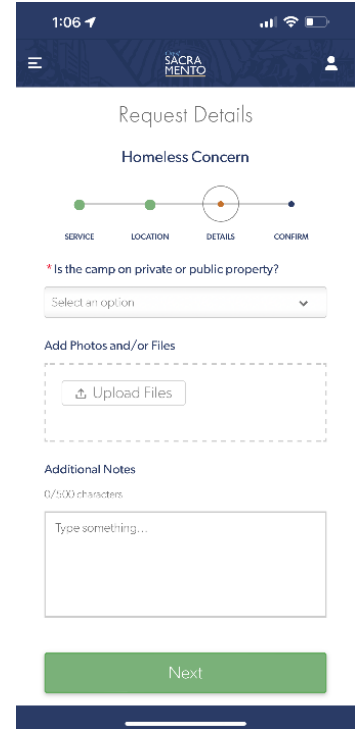 1:06
City of
SACRA
MENTO
Request Details
Homeless Concern
SERVICE LOCATION DETAILS CONFIRM
*Is the camp on private or public property?
Select an option
Add Photos and/or Files
Upload Files
Additional Notes
0/500 characters
Type something...
Next